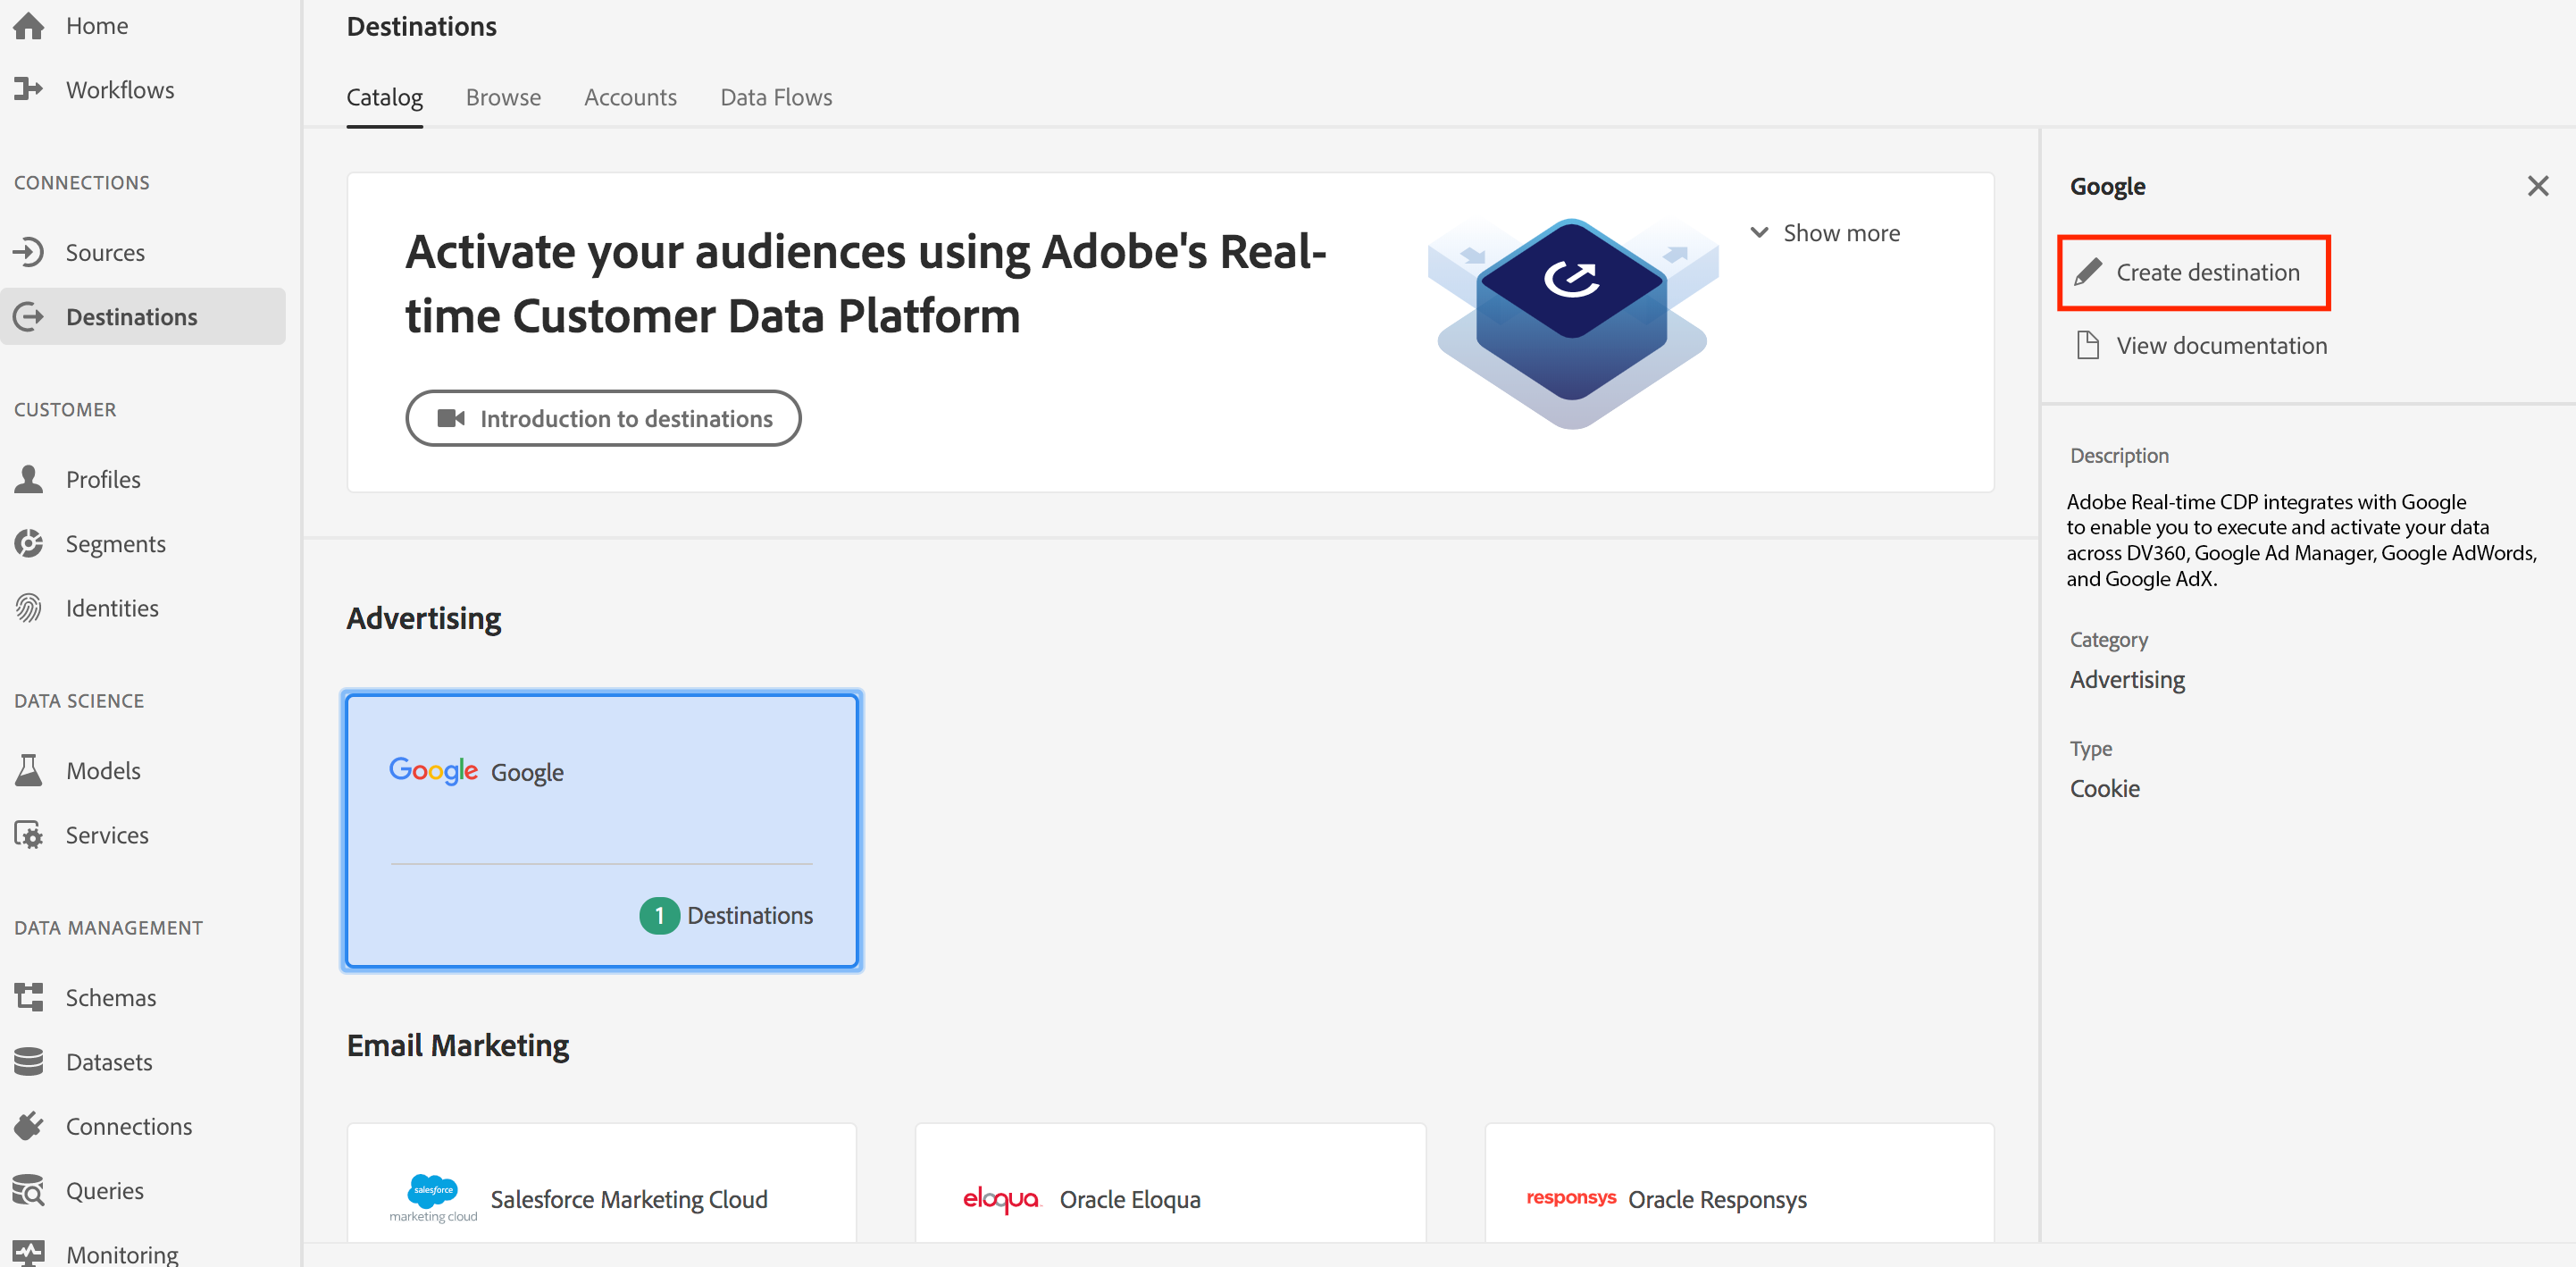 Home
Workflows
CONNECTIONS
Sources
Destinations
CUSTOMER
Profiles
Segments
Identities
DATA SCIENCE
Models
Services
DATA MANAGEMENT
Schemas
Datasets
Connections
Queries
Monitoring
Destinations
Catalog Browse Accounts Data Flows
Activate your audiences using Adobe's Real-
time Customer Data Platform
Introduction to destinations
Show more
Advertising
Google Google
1 Destinations
Email Marketing
salesforce
marketing cloud
Salesforce Marketing Cloud
eloqua Oracle Eloqua
responsys Oracle Responsys
Google
Create destination
View documentation
Description
Adobe Real-time CDP integrates with Google
to enable you to execute and activate your data
across DV360, Google Ad Manager, Google AdWords,
and Google AdX.
Category
Advertising
Type
Cookie